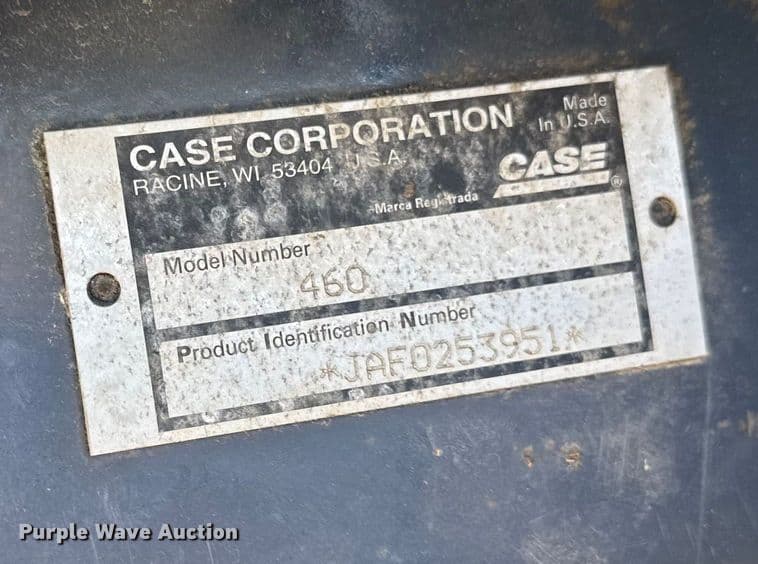 CASE CORPORATION
RACINE, WI, 53404 U.S.A.
Made
In U.S.A.
CASE
®
Marca Registrada
Model Number
460
Product Identification Number
*JAF0253951*
Purple Wave Auction